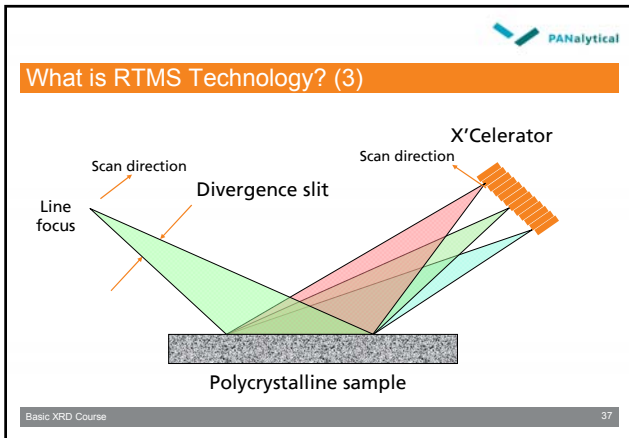 PANalytical
What is RTMS Technology? (3)
X'Celerator
Scan direction
Scan direction
Divergence slit
Line
focus
Polycrystalline sample
Basic XRD Course
37